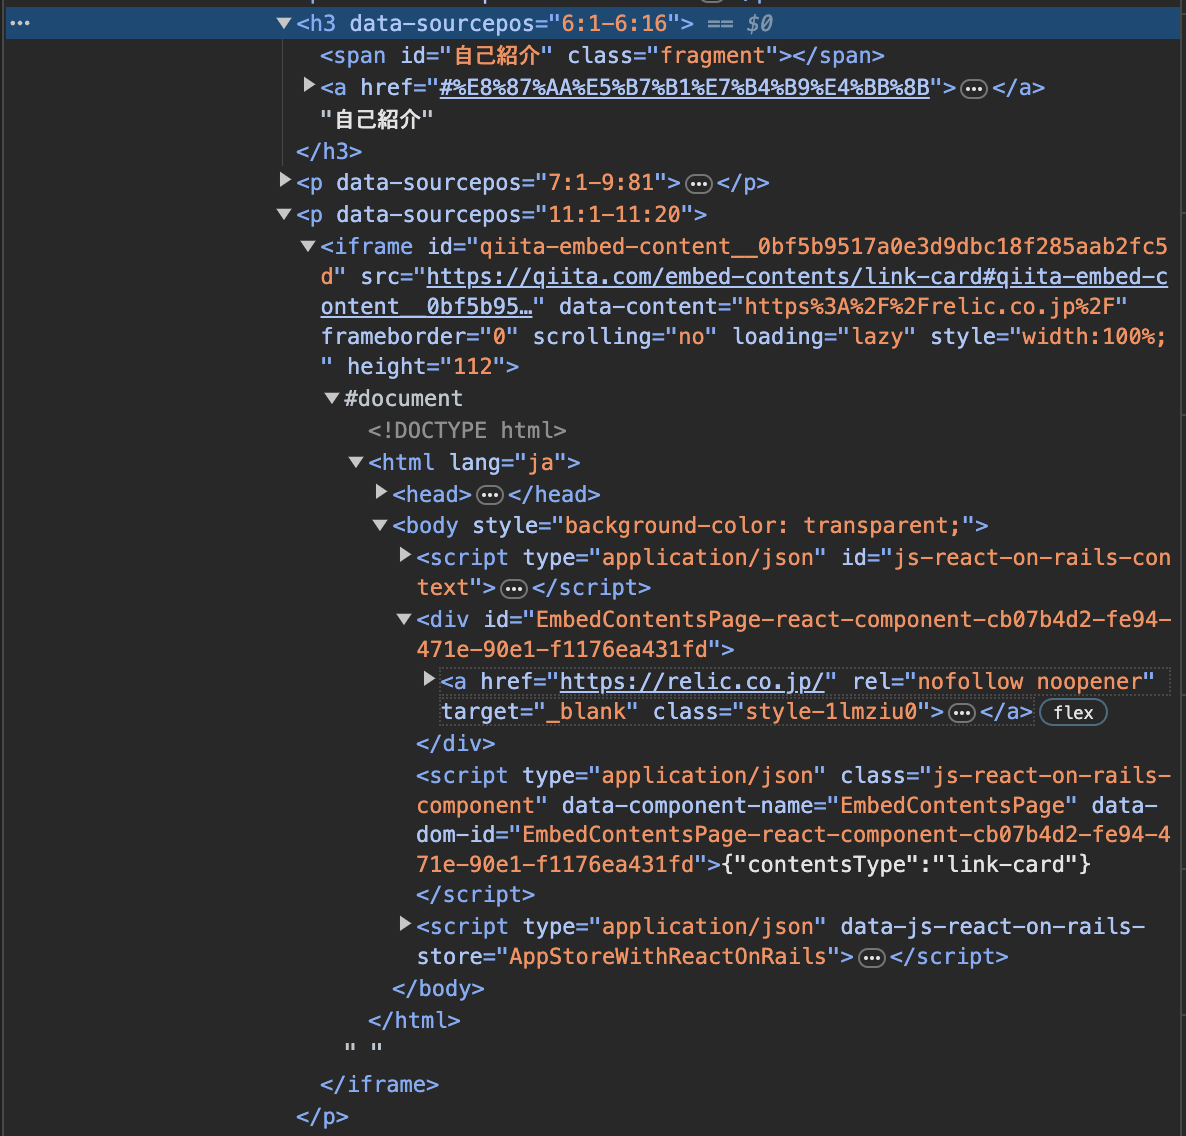 <h3 data-sourcepos="6:1-6:16"> == $0
<span id="自己紹介" class="fragment"></span>
<a href="#%E8%87%AA%E5%B7%B1%E7%B4%B9%E4%BB%8B">…</a>
"自己紹介"
</h3>
<p data-sourcepos="7:1-9:81">…</p>
<p data-sourcepos="11:1-11:20">
<iframe id="qiita-embed-content__0bf5b9517a0e3d9dbc18f285aab2fc5
d" src="https://qiita.com/embed-contents/link-card#qiita-embed-c
ontent__0bf5b95…" data-content="https%3A%2F%2Frelic.co.jp%2F"
frameborder="0" scrolling="no" loading="lazy" style="width:100%;
" height="112">
#document
<!DOCTYPE html>
<html lang="ja">
<head>…</head>
<body style="background-color: transparent;">
<script type="application/json" id="js-react-on-rails-con
text">…</script>
<div id="EmbedContentsPage-react-component-cb07b4d2-fe94-
471e-90e1-f1176ea431fd">
<a href="https://relic.co.jp/" rel="nofollow noopener"
target="_blank" class="style-1lmziu0">…</a> flex
</div>
<script type="application/json" class="js-react-on-rails-
component" data-component-name="EmbedContentsPage" data-
dom-id="EmbedContentsPage-react-component-cb07b4d2-fe94-4
71e-90e1-f1176ea431fd">{"contentsType":"link-card"}
</script>
<script type="application/json" data-js-react-on-rails-
store="AppStoreWithReactOnRails">…</script>
</body>
</html>
" "
</iframe>
</p>